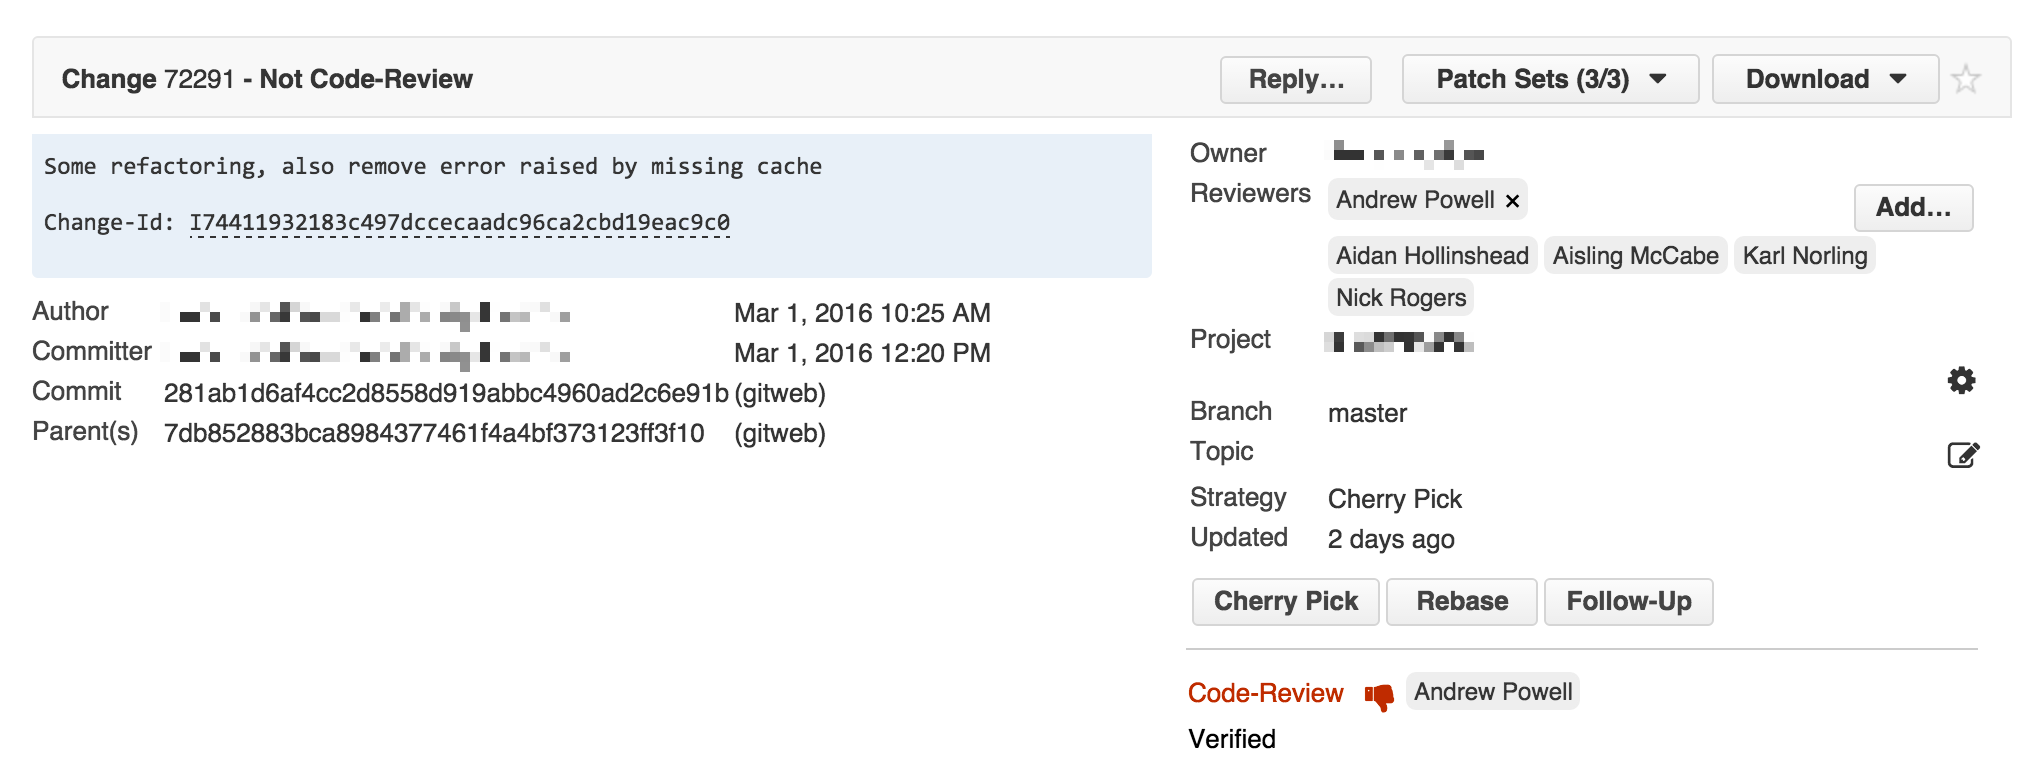 Change 72291 - Not Code-Review
Reply...
Patch Sets (3/3)
Download
Some refactoring, also remove error raised by missing cache
Change-Id: I74411932183c497dccecaadc96ca2cbd19eac9c0
Author Mar 1, 2016 10:25 AM
Committer Mar 1, 2016 12:20 PM
Commit 281ab1d6af4cc2d8558d919abbc4960ad2c6e91b (gitweb)
Parent(s) 7db852883bca8984377461f4a4bf373123ff3f10 (gitweb)
Owner
Reviewers Andrew Powell ×
Add...
Aidan Hollinshead Aisling McCabe Karl Norling
Nick Rogers
Project
Branch master
Topic
Strategy Cherry Pick
Updated 2 days ago
Cherry Pick Rebase Follow-Up
Code-Review Andrew Powell
Verified